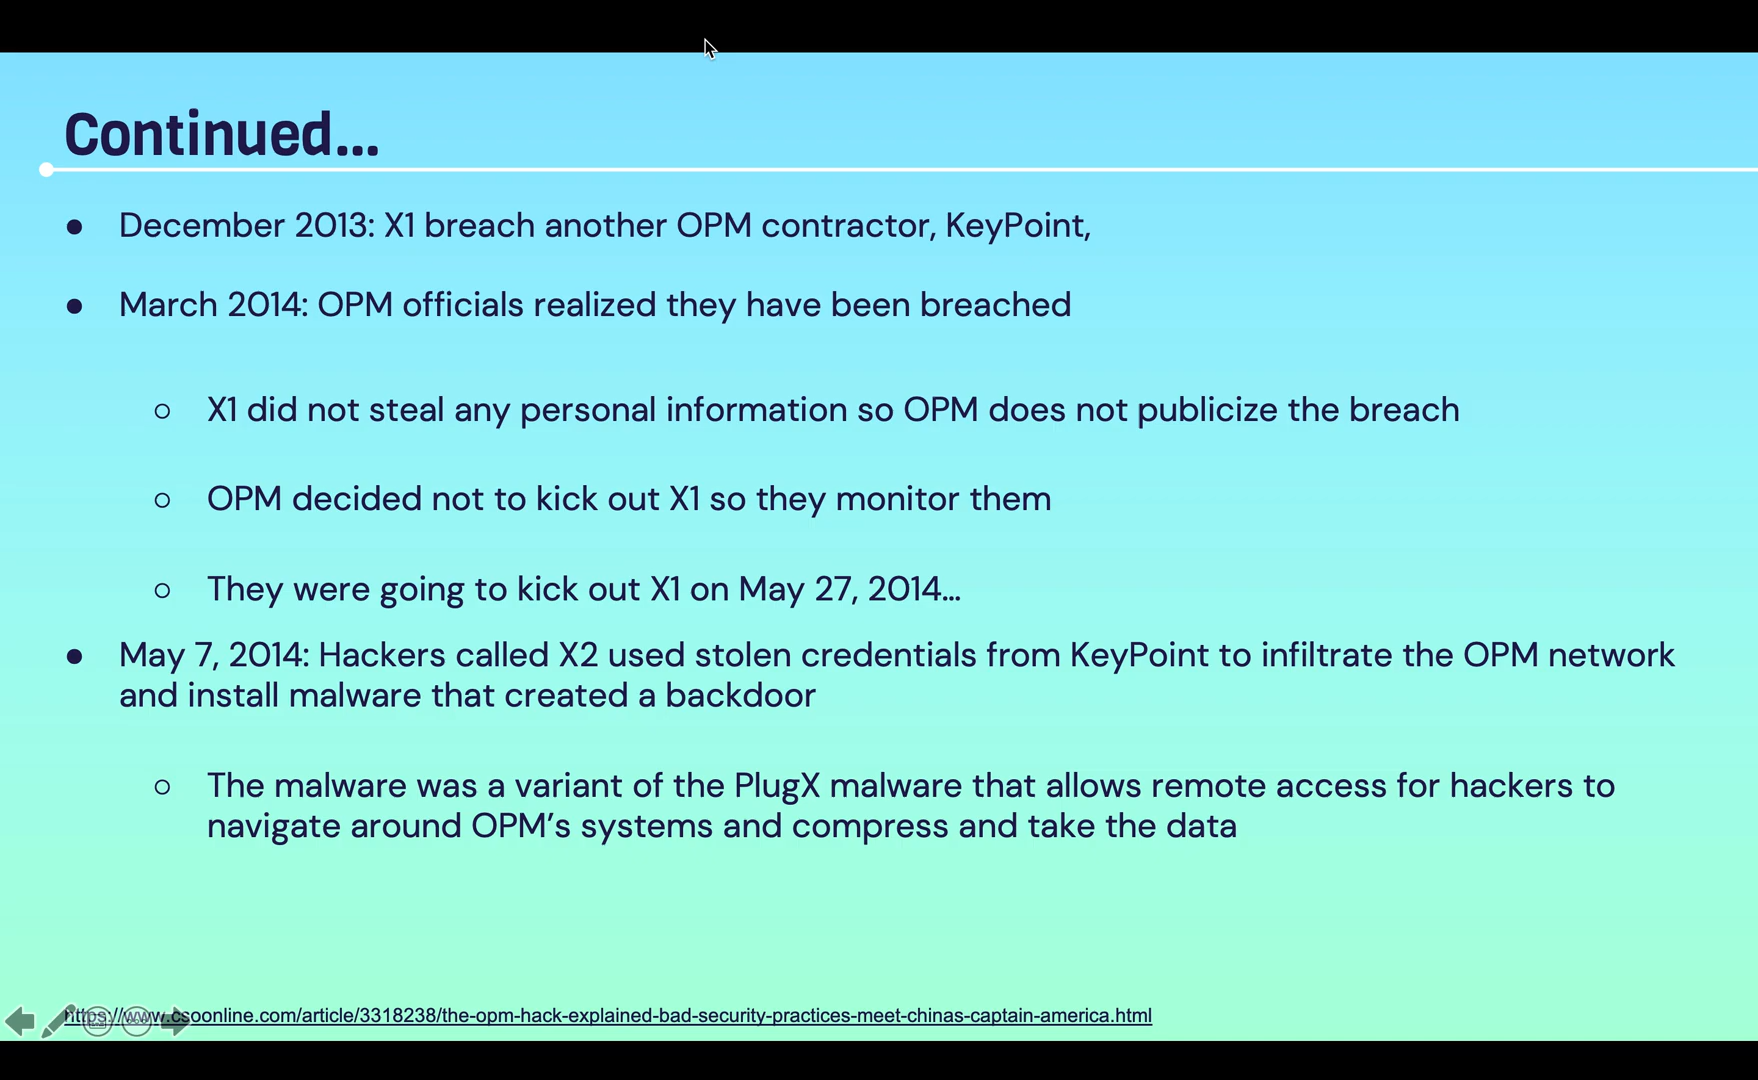 Continued...
● December 2013: X1 breach another OPM contractor, KeyPoint,
● March 2014: OPM officials realized they have been breached
○ X1 did not steal any personal information so OPM does not publicize the breach
○ OPM decided not to kick out X1 so they monitor them
○ They were going to kick out X1 on May 27, 2014...
● May 7, 2014: Hackers called X2 used stolen credentials from KeyPoint to infiltrate the OPM network
and install malware that created a backdoor
○ The malware was a variant of the PlugX malware that allows remote access for hackers to
navigate around OPM’s systems and compress and take the data
https://www.csoonline.com/article/3318238/the-opm-hack-explained-bad-security-practices-meet-chinas-captain-america.html